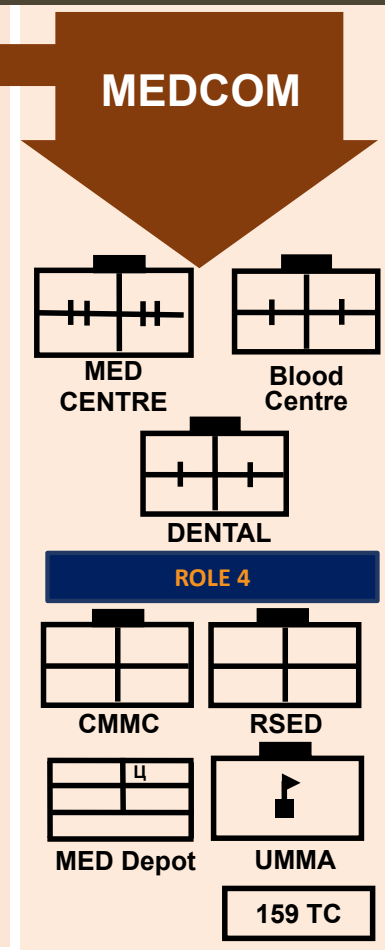 MEDCOM
MED
CENTRE
Blood
Centre
DENTAL
ROLE 4
CMMC
RSED
Ц
MED Depot
UMMA
159 TC